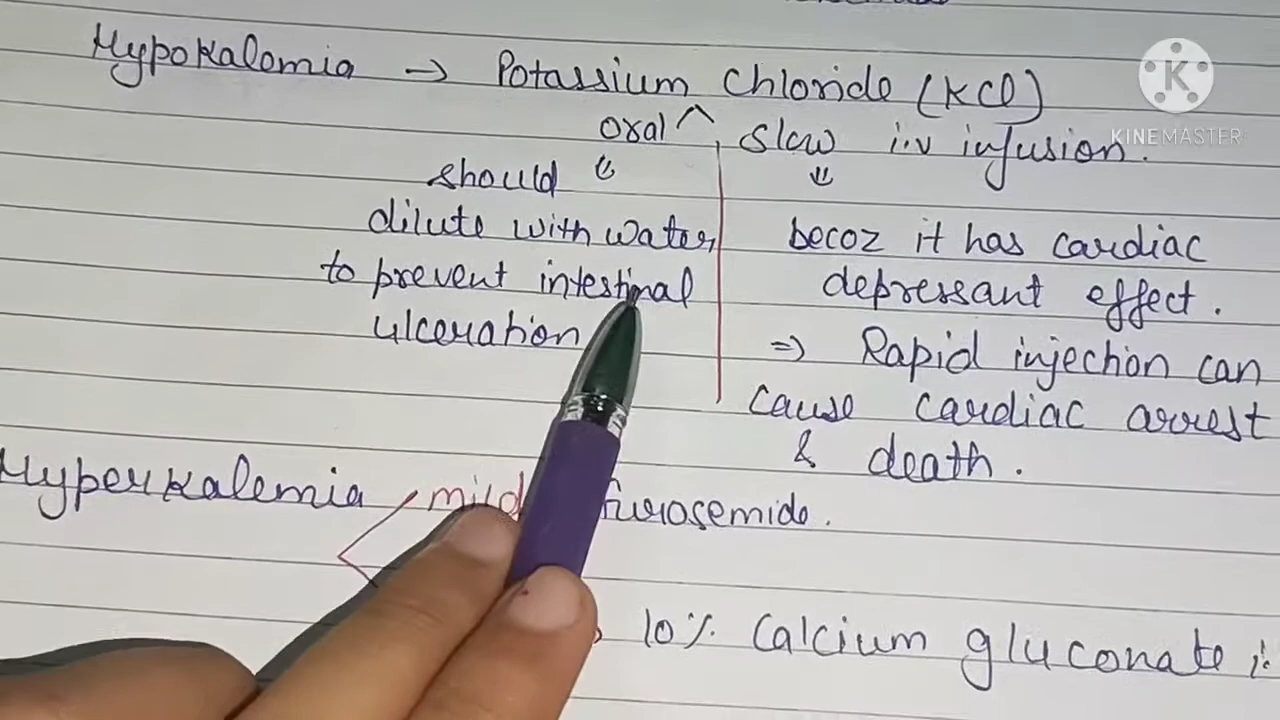 Hypokalemia → Potassium Chloride (KCl)
KINEMASTER
oral slow i.v infusion.
should
dilute with water,
to prevent intestinal
ulceration
becoz it has cardiac
depressant effect.
⇒ Rapid injection can
cause cardiac arrest
& death.
Hyperkalemia mild furosemide.
10% Calcium gluconate i.